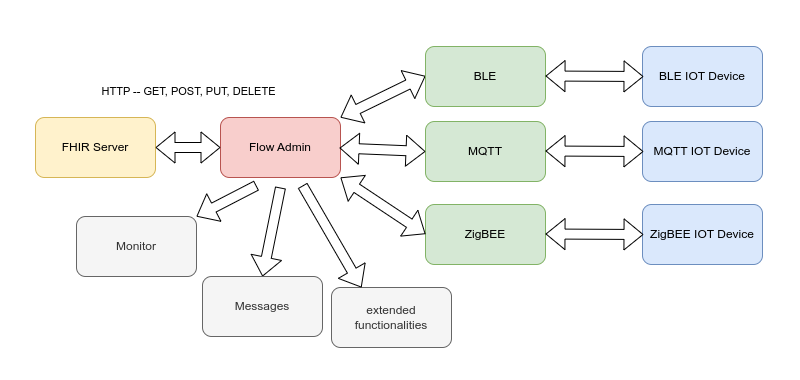 HTTP -- GET, POST, PUT, DELETE
FHIR Server
Flow Admin
BLE
BLE IOT Device
MQTT
MQTT IOT Device
ZigBEE
ZigBEE IOT Device
Monitor
Messages
extended
functionalities